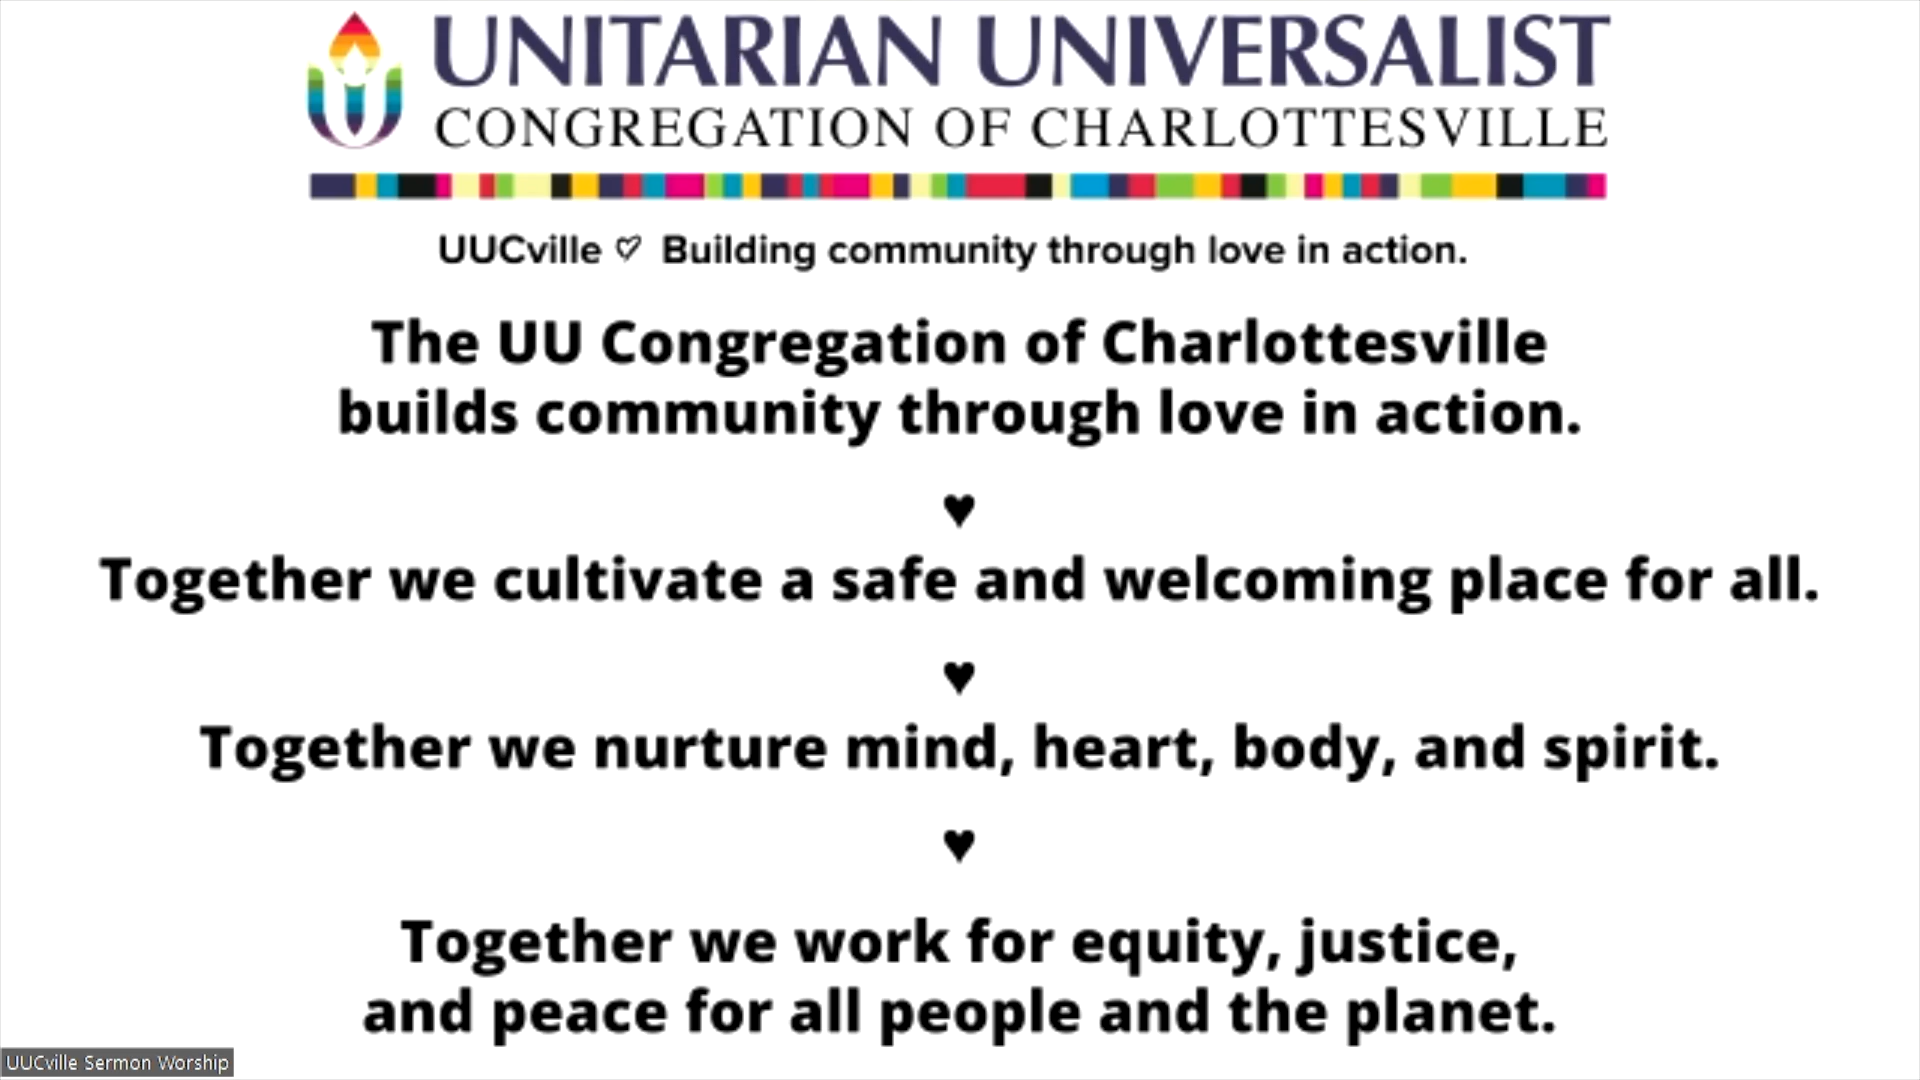 UNITARIAN UNIVERSALIST
CONGREGATION OF CHARLOTTESVILLE
UUCville ♡ Building community through love in action.
The UU Congregation of Charlottesville
builds community through love in action.
♥
Together we cultivate a safe and welcoming place for all.
♥
Together we nurture mind, heart, body, and spirit.
♥
Together we work for equity, justice,
and peace for all people and the planet.
UUCville Sermon Worship